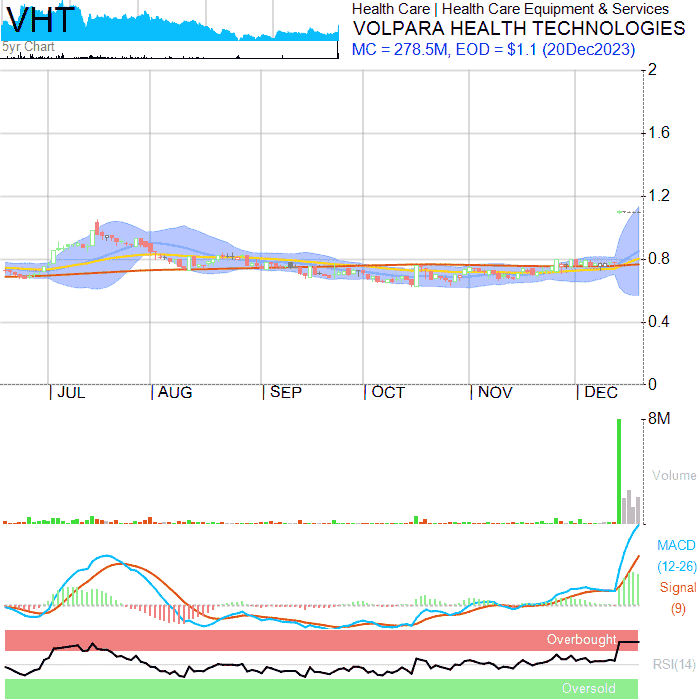 VHT
5yr Chart
Health Care | Health Care Equipment & Services
VOLPARA HEALTH TECHNOLOGIES
MC = 278.5M, EOD = $1.1 (20Dec2023)
2
1.6
1.2
0.8
0.4
0
JUL AUG SEP OCT NOV DEC
8M
Volume
MACD
(12-26)
Signal
(9)
Overbought
RSI(14)
Oversold